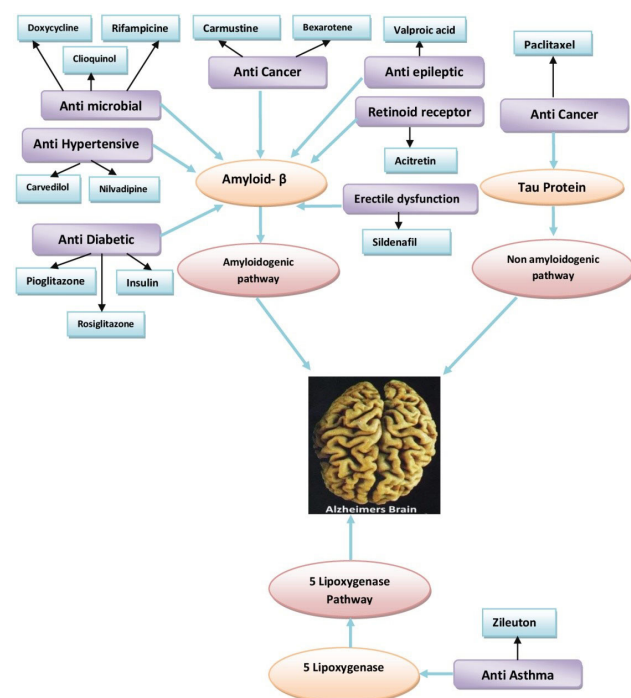 Doxycycline
Rifampicine
Clioquinol
Anti microbial
Carmustine
Bexarotene
Anti Cancer
Valproic acid
Anti epileptic
Paclitaxel
Anti Cancer
Retinoid receptor
Acitretin
Anti Hypertensive
Carvedilol
Nilvadipine
Amyloid- β
Tau Protein
Erectile dysfunction
Sildenafil
Anti Diabetic
Pioglitazone
Insulin
Rosiglitazone
Amyloidogenic
pathway
Non amyloidogenic
pathway
Alzheimers Brain
5 Lipoxygenase
Pathway
Zileuton
5 Lipoxygenase
Anti Asthma